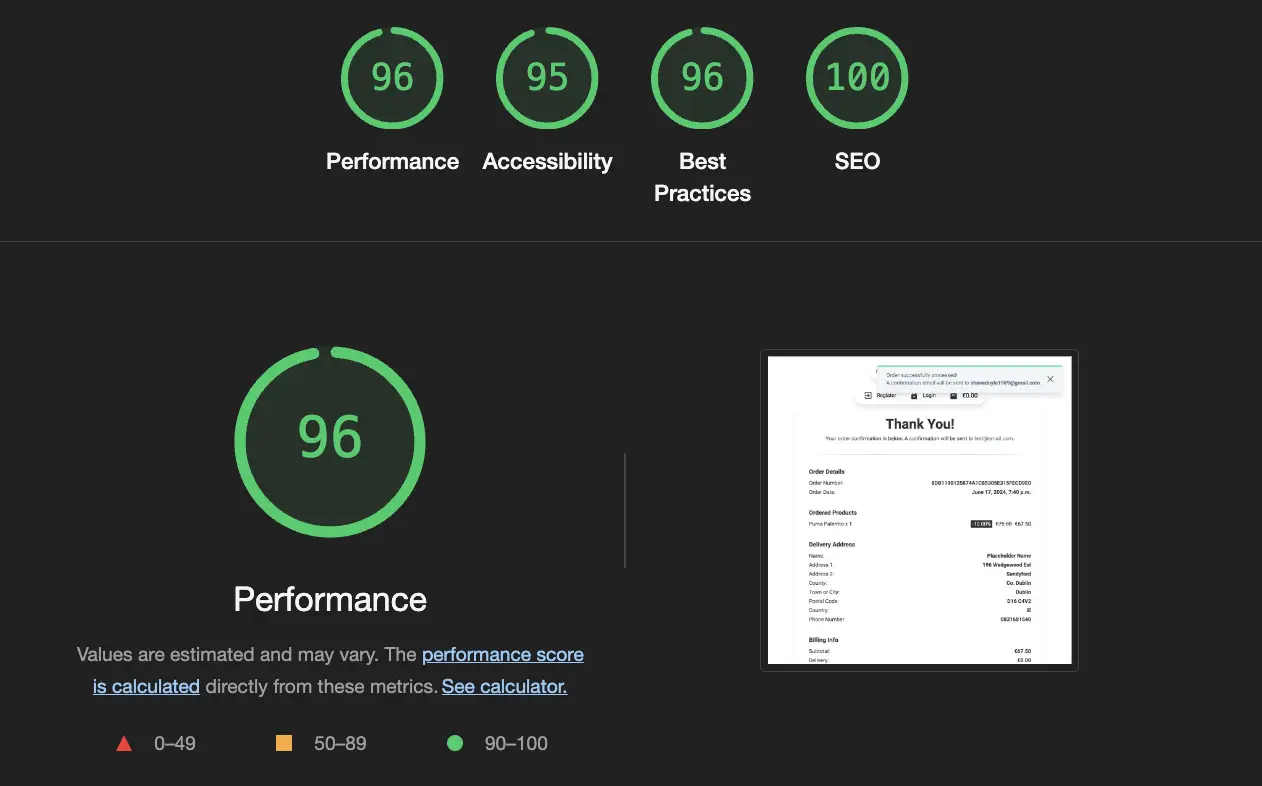 96
95
96
100
Performance
Accessibility
Best
Practices
SEO
96
Performance
Values are estimated and may vary. The performance score
is calculated directly from these metrics. See calculator.
0–49
50–89
90–100
Order successfully processed!
A confirmation email will be sent to
Register
Login
€0.00
Thank You!
Your order confirmation is below. A confirmation will be sent to test@email.com.
Order Details
Order Number:
Order Date:
June 17, 2024, 7:40 p.m.
Ordered Products
Puma Palermo x 1
-10.00% €75.00 €67.50
Delivery Address
Name:
Placeholder Name
Address 1:
196 Wedgewood Est
Address 2:
Sandyford
County:
Co. Dublin
Town or City:
Dublin
Postal Code:
D16 C4V2
Country:
IE
Phone Number:
0821681540
Billing Info
Subtotal:
€67.50
Delivery:
€0.00